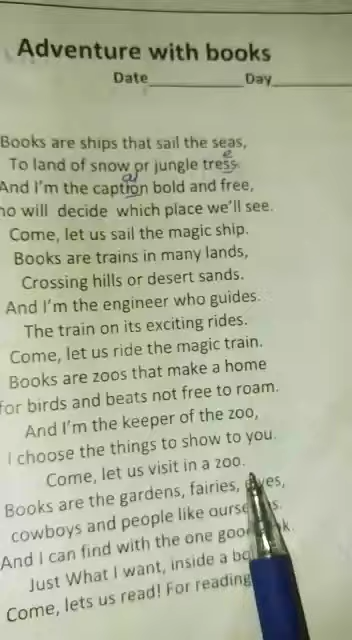 Adventure with books
Date__________Day__________
Books are ships that sail the seas,
To land of snow or jungle tress.
e
And I'm the caption bold and free,
a
ho will decide which place we'll see.
Come, let us sail the magic ship.
Books are trains in many lands,
Crossing hills or desert sands.
And I'm the engineer who guides.
The train on its exciting rides.
Come, let us ride the magic train.
Books are zoos that make a home
for birds and beats not free to roam.
And I'm the keeper of the zoo,
I choose the things to show to you.
Come, let us visit in a zoo.
Books are the gardens, fairies,
cowboys and people like
And I can find with the one
Just What I want, inside a
Come, lets us read! For reading